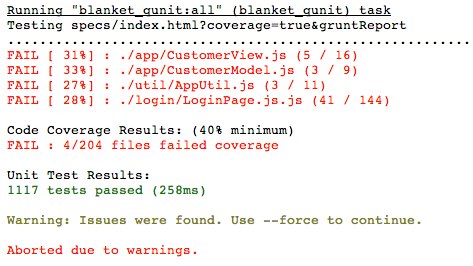 Running "blanket_qunit:all" (blanket_qunit) task
Testing specs/index.html?coverage=true&gruntReport
..........................................................
FAIL [ 31%] : ./app/CustomerView.js (5 / 16)
FAIL [ 33%] : ./app/CustomerModel.js (3 / 9)
FAIL [ 27%] : ./util/AppUtil.js (3 / 11)
FAIL [ 28%] : ./login/LoginPage.js.js (41 / 144)
Code Coverage Results: (40% minimum)
FAIL : 4/204 files failed coverage
Unit Test Results:
1117 tests passed (258ms)
Warning: Issues were found. Use --force to continue.
Aborted due to warnings.